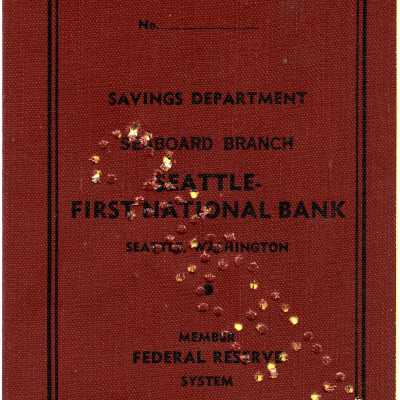 No.
SAVINGS DEPARTMENT
SEABOARD BRANCH
SEATTLE-
FIRST NATIONAL BANK
SEATTLE, WASHINGTON
MEMBER
FEDERAL RESERVE
SYSTEM